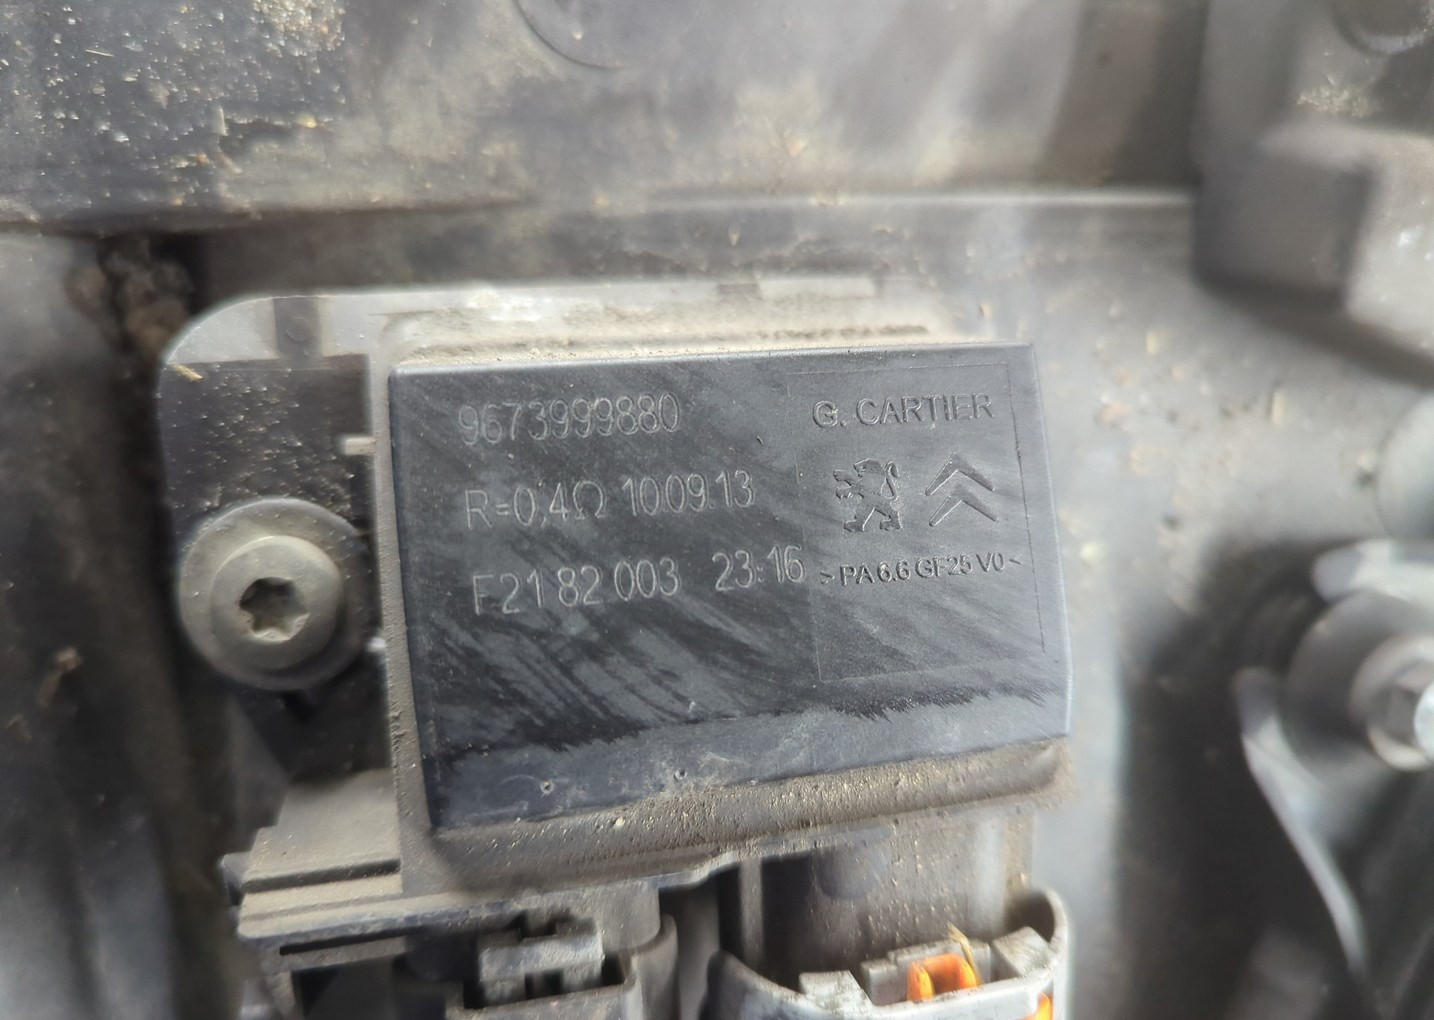 9673999880
R=0,4Ω 10.09.13
F21 82 003 23:16
G. CARTIER
>PA 6.6 GF25 V0<